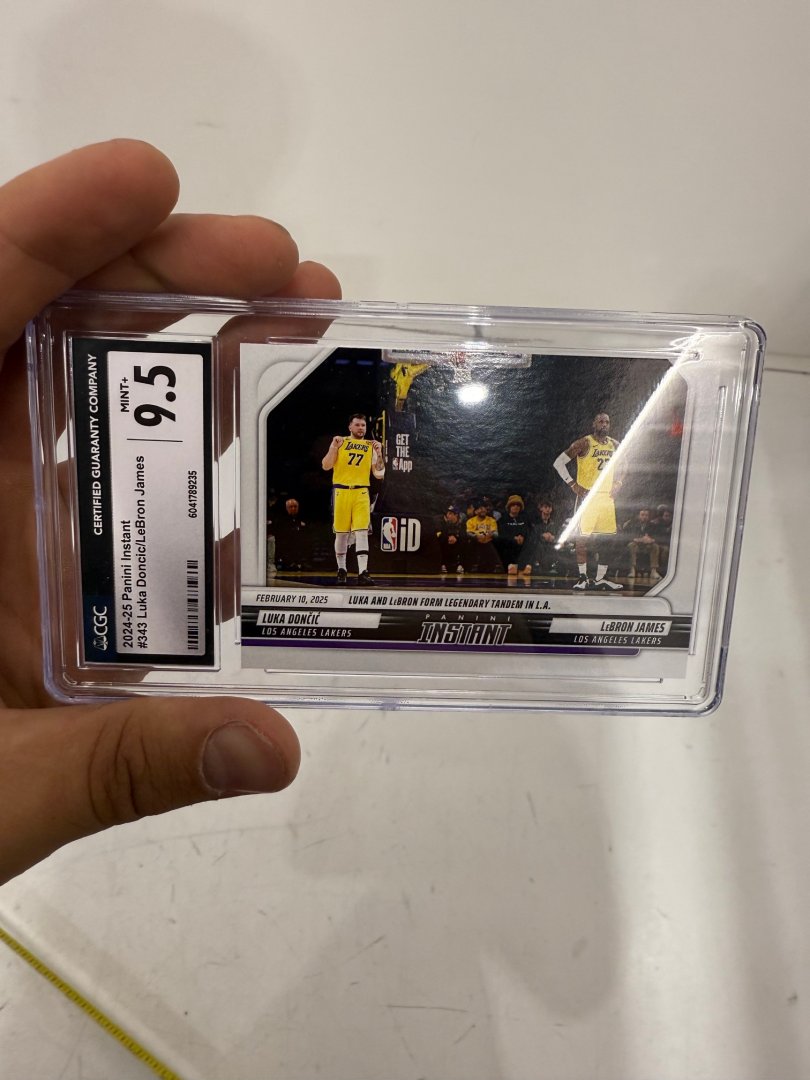 CERTIFIED GUARANTY COMPANY
CGC
2024-25 Panini Instant
#343 Luka Doncic/LeBron James
MINT+
9.5
6041789235
GET
THE
App
LAKERS
77
LAKERS
NBA
iD
FEBRUARY 10, 2025
LUKA AND LeBRON FORM LEGENDARY TANDEM IN L.A.
LUKA DONČIĆ
LOS ANGELES LAKERS
PANINI
INSTANT
LeBRON JAMES
LOS ANGELES LAKERS